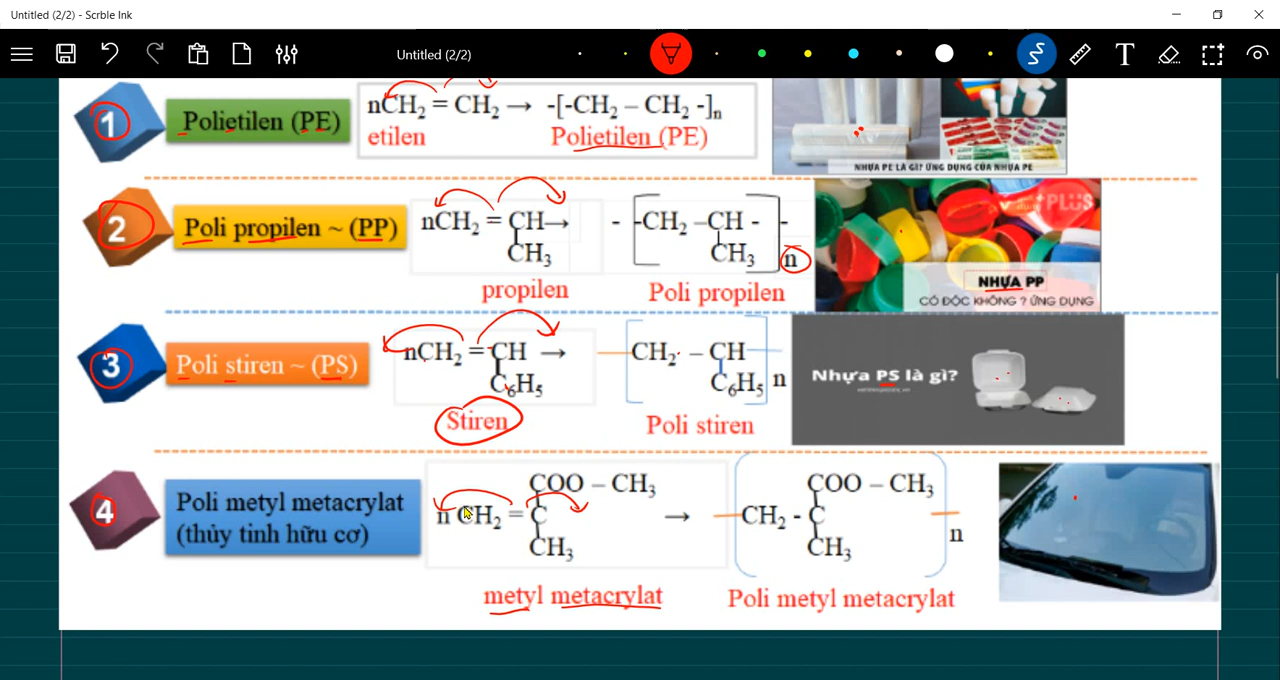 Untitled (2/2) - Scrble Ink
Untitled (2/2)
T
1
Polietilen (PE)
nCH₂ = CH₂ → -[-CH₂ – CH₂ -]n
etilen
Polietilen (PE)
NHỰA PE LÀ GÌ? ỨNG DỤNG CỦA NHỰA PE
2
Poli propilen ~ (PP)
nCH₂ = CH→
CH₃
- -CH₂ –CH - -
CH₃ n
propilen
Poli propilen
PLUS
NHỰA PP
CÓ ĐỘC KHÔNG ? ỨNG DỤNG
3
Poli stiren ~ (PS)
nCH₂ = CH →
C₆H₅
CH₂ – CH
C₆H₅ n
Stiren
Poli stiren
Nhựa PS là gì?
4
Poli metyl metacrylat
(thủy tinh hữu cơ)
COO – CH₃
n CH₂ = C →
CH₃
COO – CH₃
CH₂ - C
CH₃
n
metyl metacrylat
Poli metyl metacrylat